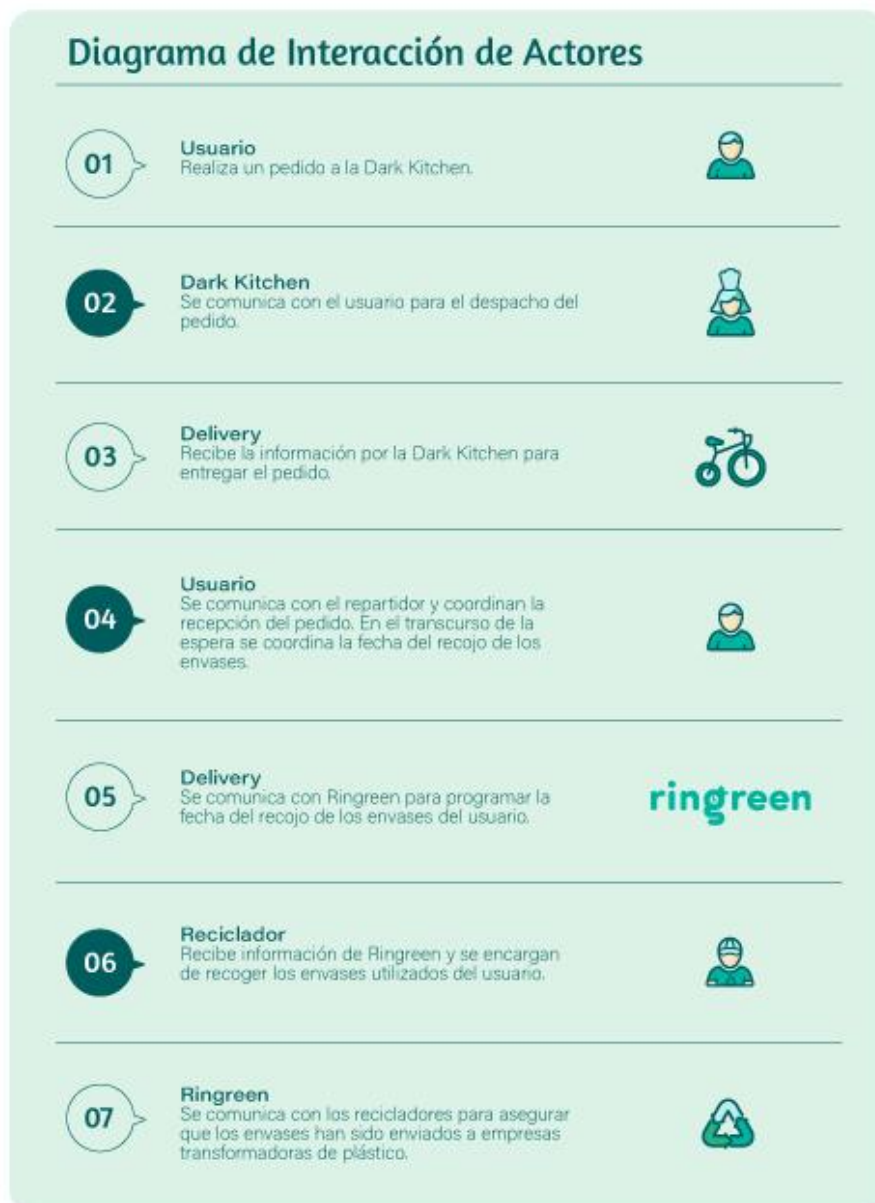 Diagrama de Interacción de Actores
01
Usuario
Realiza un pedido a la Dark Kitchen.
02
Dark Kitchen
Se comunica con el usuario para el despacho del
pedido.
03
Delivery
Recibe la información por la Dark Kitchen para
entregar el pedido.
04
Usuario
Se comunica con el repartidor y coordinan la
recepción del pedido. En el transcurso de la
espera se coordina la fecha del recojo de los
envases.
05
Delivery
Se comunica con Ringreen para programar la
fecha del recojo de los envases del usuario.
ringreen
06
Reciclador
Recibe información de Ringreen y se encargan
de recoger los envases utilizados del usuario.
07
Ringreen
Se comunica con los recicladores para asegurar
que los envases han sido enviados a empresas
transformadoras de plástico.